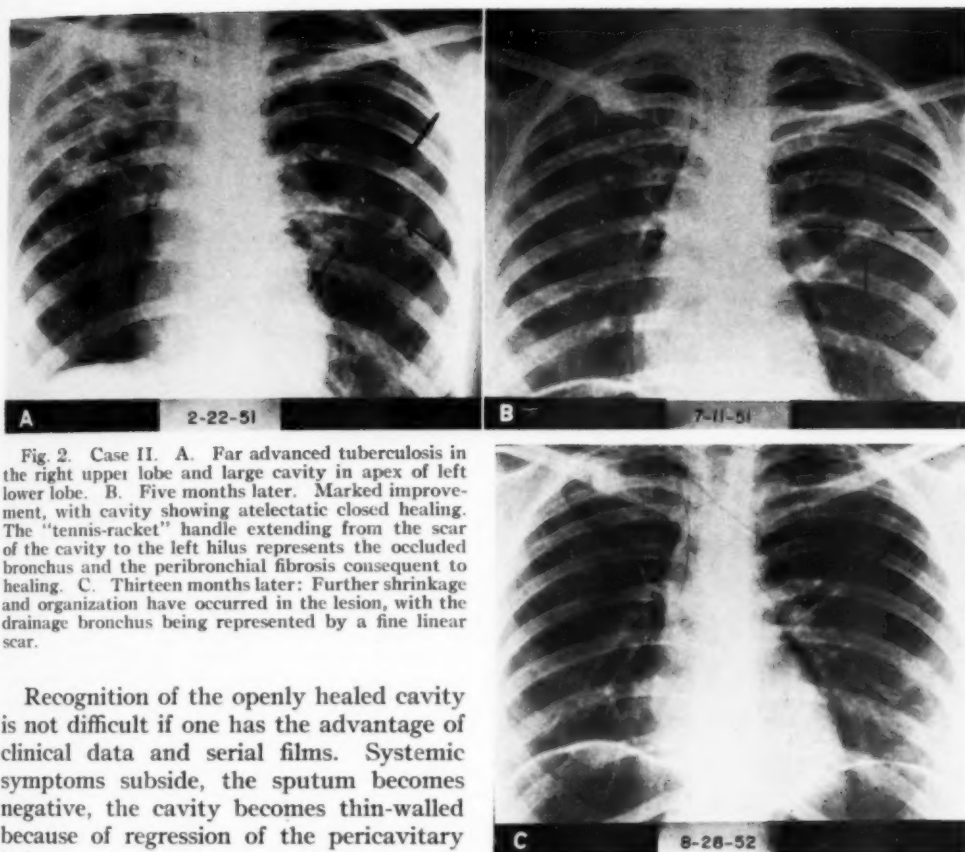 A
2-22-51
B
7-11-51
Fig. 2. Case II. A. Far advanced tuberculosis in
the right upper lobe and large cavity in apex of left
lower lobe. B. Five months later. Marked improve-
ment, with cavity showing atelectatic closed healing.
The "tennis-racket" handle extending from the scar
of the cavity to the left hilus represents the occluded
bronchus and the peribronchial fibrosis consequent to
healing. C. Thirteen months later: Further shrinkage
and organization have occurred in the lesion, with the
drainage bronchus being represented by a fine linear
scar.
Recognition of the openly healed cavity
is not difficult if one has the advantage of
clinical data and serial films. Systemic
symptoms subside, the sputum becomes
negative, the cavity becomes thin-walled
because of regression of the pericavitary
C
8-28-52